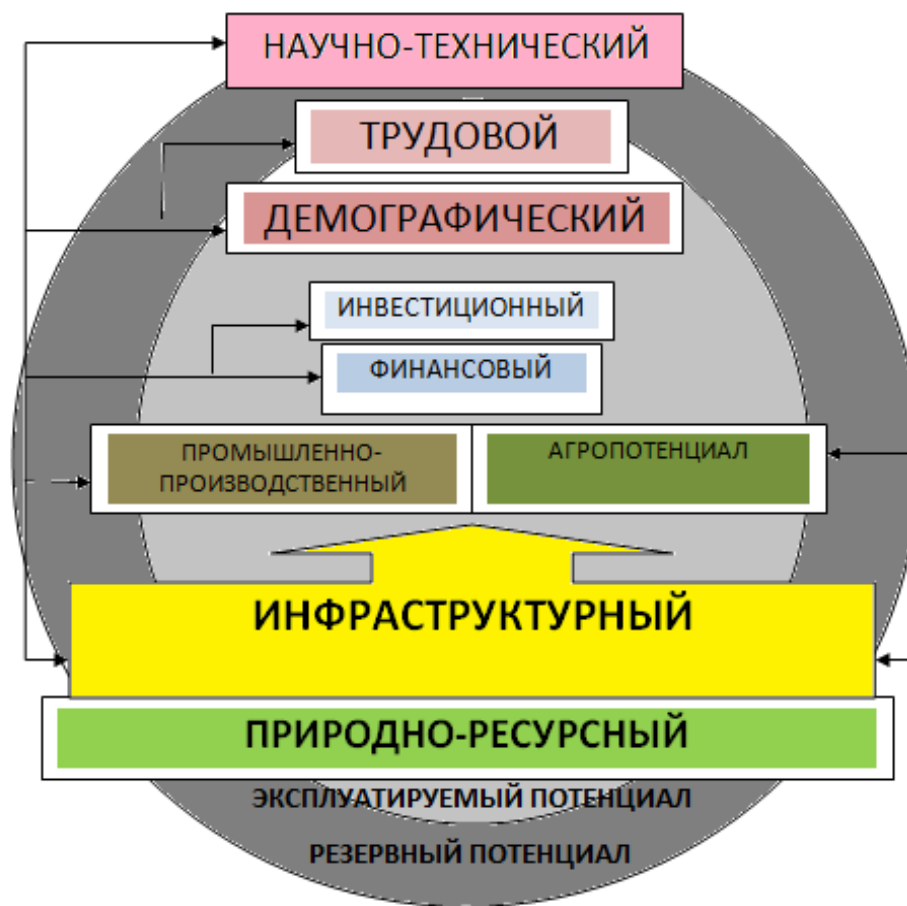 НАУЧНО-ТЕХНИЧЕСКИЙ
ТРУДОВОЙ
ДЕМОГРАФИЧЕСКИЙ
ИНВЕСТИЦИОННЫЙ
ФИНАНСОВЫЙ
ПРОМЫШЛЕННО-
ПРОИЗВОДСТВЕННЫЙ
АГРОПОТЕНЦИАЛ
ИНФРАСТРУКТУРНЫЙ
ПРИРОДНО-РЕСУРСНЫЙ
ЭКСПЛУАТИРУЕМЫЙ ПОТЕНЦИАЛ
РЕЗЕРВНЫЙ ПОТЕНЦИАЛ